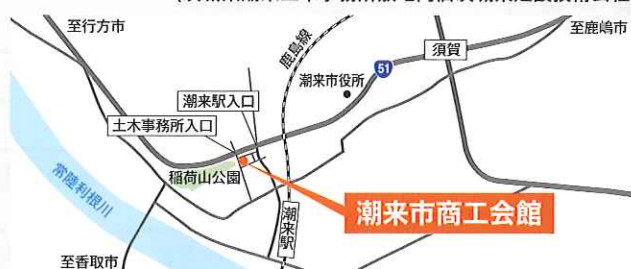 至行方市
鹿島線
51
須賀
至鹿嶋市
潮来市役所
潮来駅入口
土木事務所入口
稲荷山公園
常陸利根川
潮来市商工会館
潮来駅
至香取市